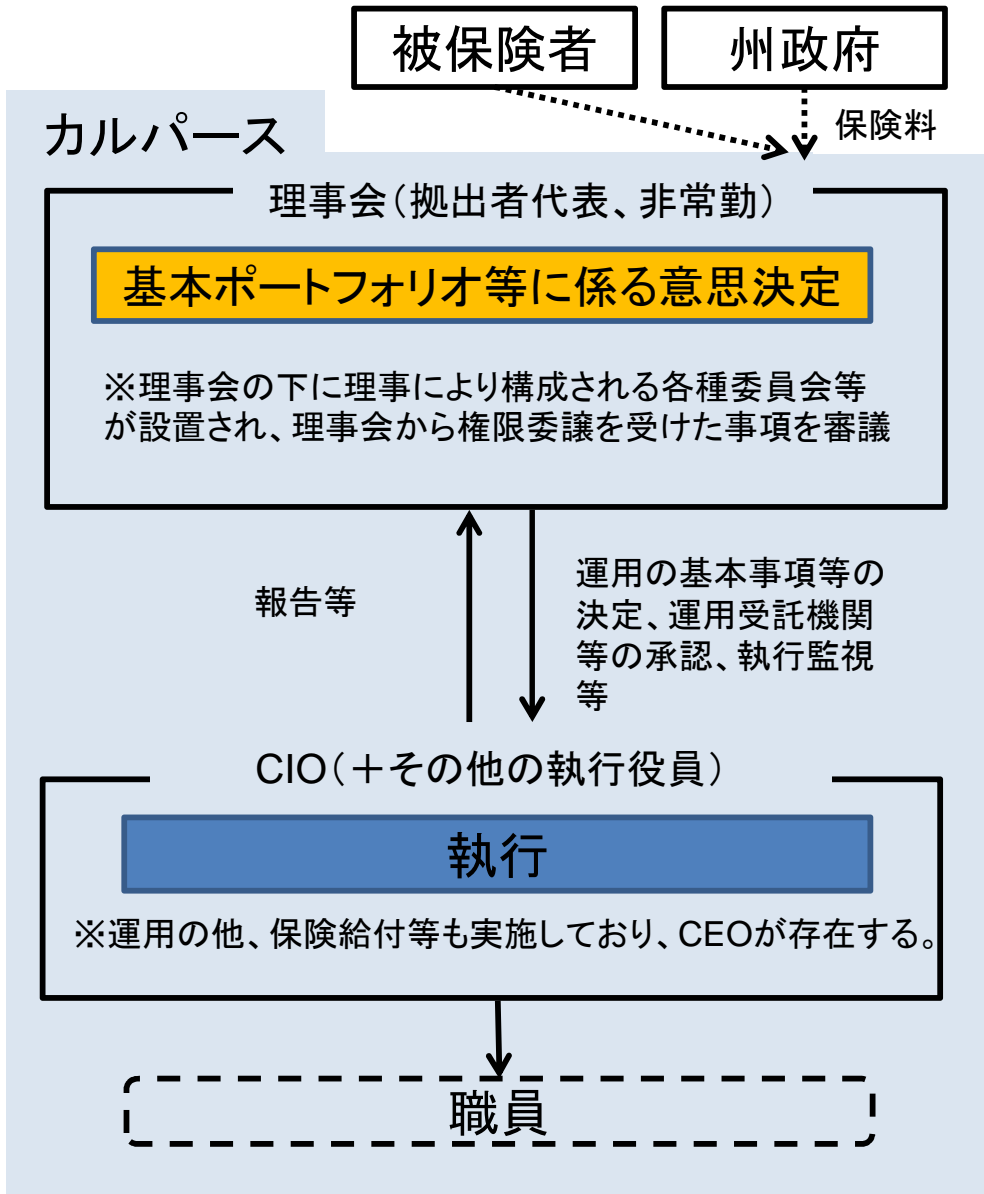 被保険者
州政府
保険料
カルパース
理事会（拠出者代表、非常勤）
基本ポートフォリオ等に係る意思決定
※理事会の下に理事により構成される各種委員会等
が設置され、理事会から権限委譲を受けた事項を審議
報告等
運用の基本事項等の
決定、運用受託機関
等の承認、執行監視
等
CIO（＋その他の執行役員）
執行
※運用の他、保険給付等も実施しており、CEOが存在する。
職員